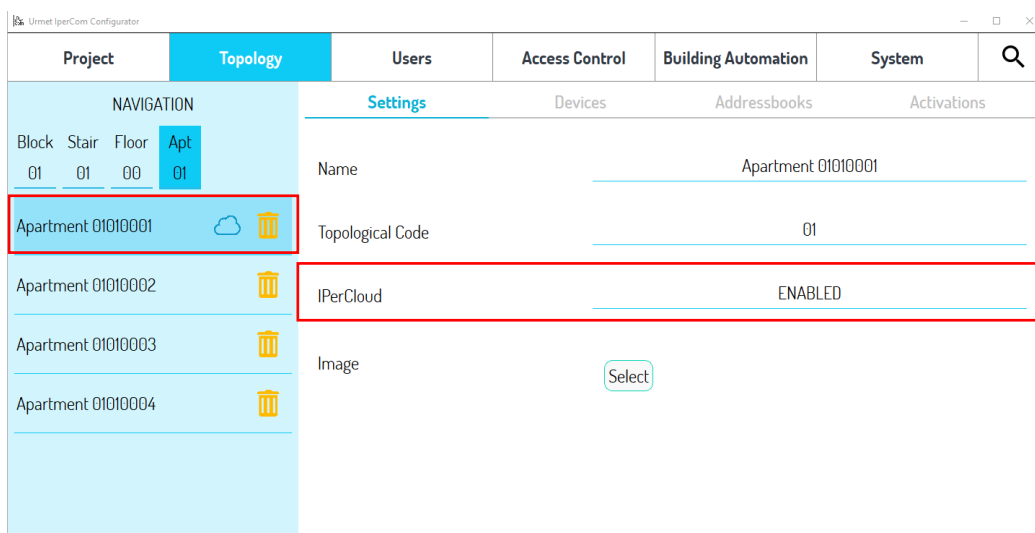 Urmet IperCom Configurator
Project Topology Users Access Control Building Automation System
NAVIGATION
Settings Devices Addressbooks Activations
Block Stair Floor Apt
01 01 00 01
Name Apartment 01010001
Apartment 01010001
Topological Code 01
Apartment 01010002
IPerCloud ENABLED
Apartment 01010003
Image Select
Apartment 01010004